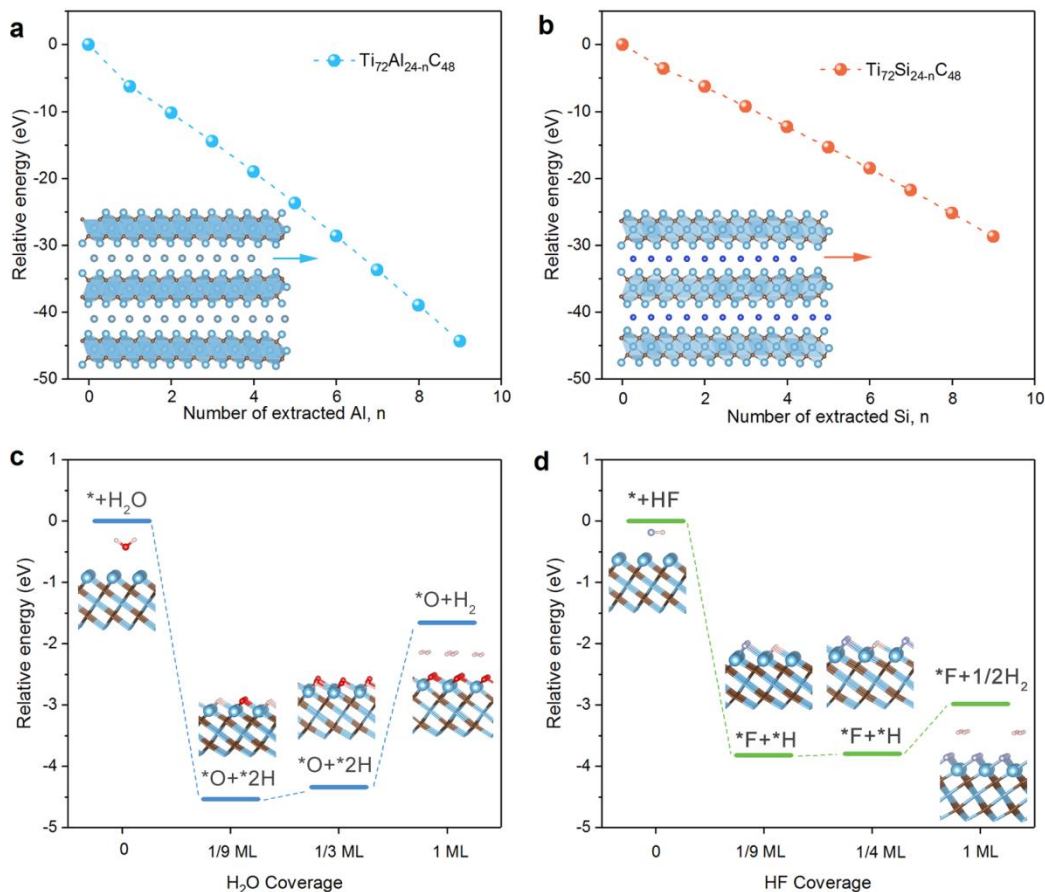 a
Relative energy (eV)
0
-10
-20
-30
-40
-50
Ti₇₂Al₂₄₋ₙC₄₈
0 2 4 6 8 10
Number of extracted Al, n
b
Relative energy (eV)
0
-10
-20
-30
-40
-50
Ti₇₂Si₂₄₋ₙC₄₈
0 2 4 6 8 10
Number of extracted Si, n
c
Relative energy (eV)
1
0
-1
-2
-3
-4
-5
*+H₂O
*O+*2H
*O+*2H
*O+H₂
0 1/9 ML 1/3 ML 1 ML
H₂O Coverage
d
Relative energy (eV)
1
0
-1
-2
-3
-4
-5
*+HF
*F+*H
*F+*H
*F+1/2H₂
0 1/9 ML 1/4 ML 1 ML
HF Coverage